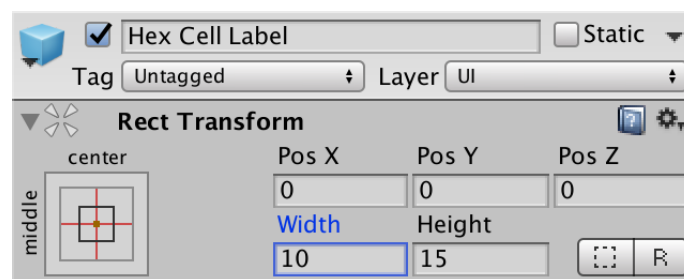 Hex Cell Label Static
Tag Untagged Layer UI
Rect Transform
center Pos X Pos Y Pos Z
middle 0 0 0
Width Height
10 15 R